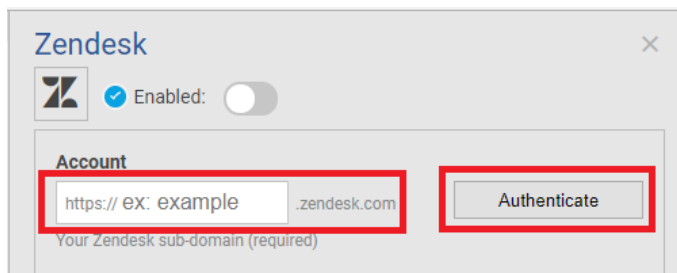 Zendesk
Enabled:
Account
https:// ex: example .zendesk.com
Authenticate
Your Zendesk sub-domain (required)